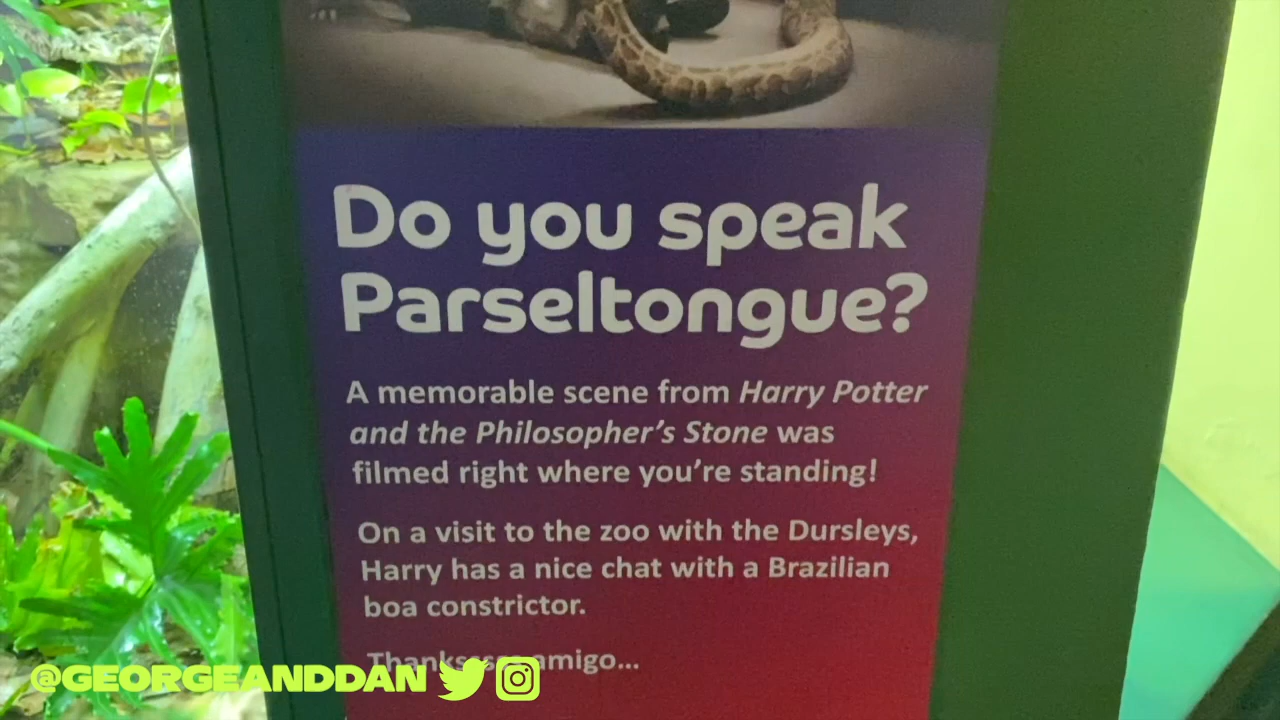 Do you speak
Parseltongue?
A memorable scene from Harry Potter
and the Philosopher's Stone was
filmed right where you're standing!
On a visit to the zoo with the Dursleys,
Harry has a nice chat with a Brazilian
boa constrictor.
amigo...
@GEORGEANDDAN